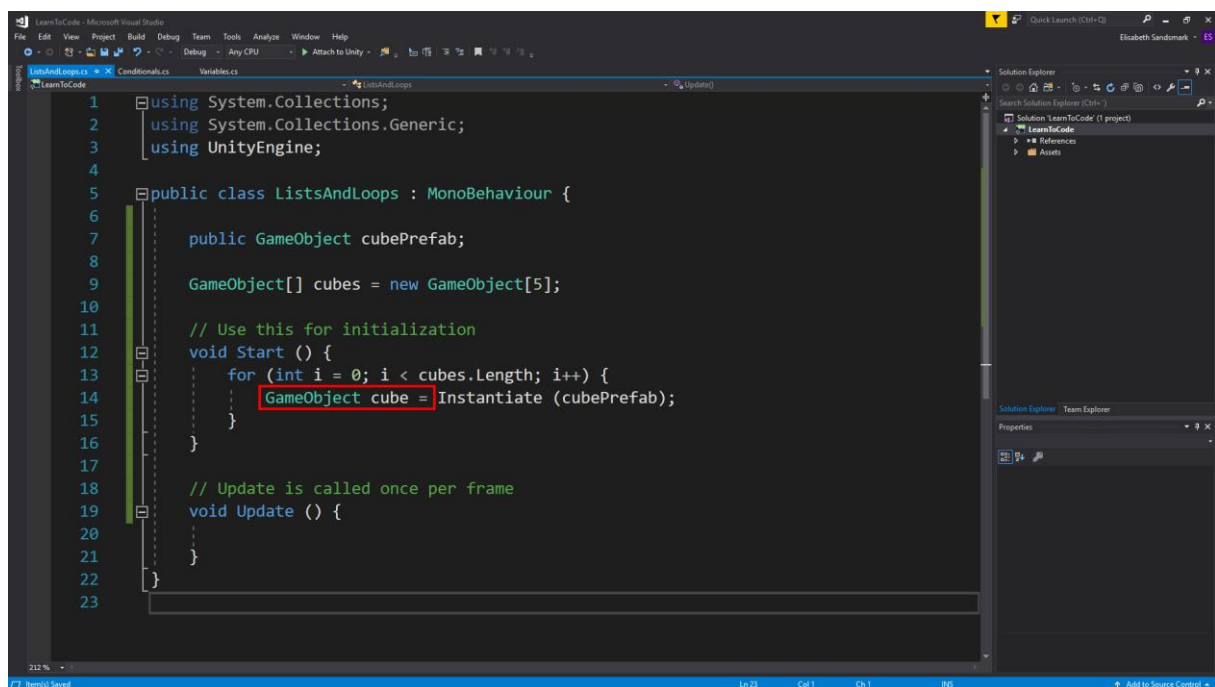 LearnToCode - Microsoft Visual Studio
Quick Launch (Ctrl+Q)
File Edit View Project Build Debug Team Tools Analyze Window Help
Elisabeth Sandsmark ES
Debug Any CPU Attach to Unity
Toolbox
ListsAndLoops.cs Conditionals.cs Variables.cs
LearnToCode ListsAndLoops Update()
1 using System.Collections;
2 using System.Collections.Generic;
3 using UnityEngine;
4
5 public class ListsAndLoops : MonoBehaviour {
6
7 public GameObject cubePrefab;
8
9 GameObject[] cubes = new GameObject[5];
10
11 // Use this for initialization
12 void Start () {
13 for (int i = 0; i < cubes.Length; i++) {
14 GameObject cube = Instantiate (cubePrefab);
15 }
16 }
17
18 // Update is called once per frame
19 void Update () {
20
21 }
22 }
23
212 %
Solution Explorer
Search Solution Explorer (Ctrl+¨)
Solution 'LearnToCode' (1 project)
LearnToCode
References
Assets
Solution Explorer Team Explorer
Properties
Item(s) Saved Ln 23 Col 1 Ch 1 INS Add to Source Control